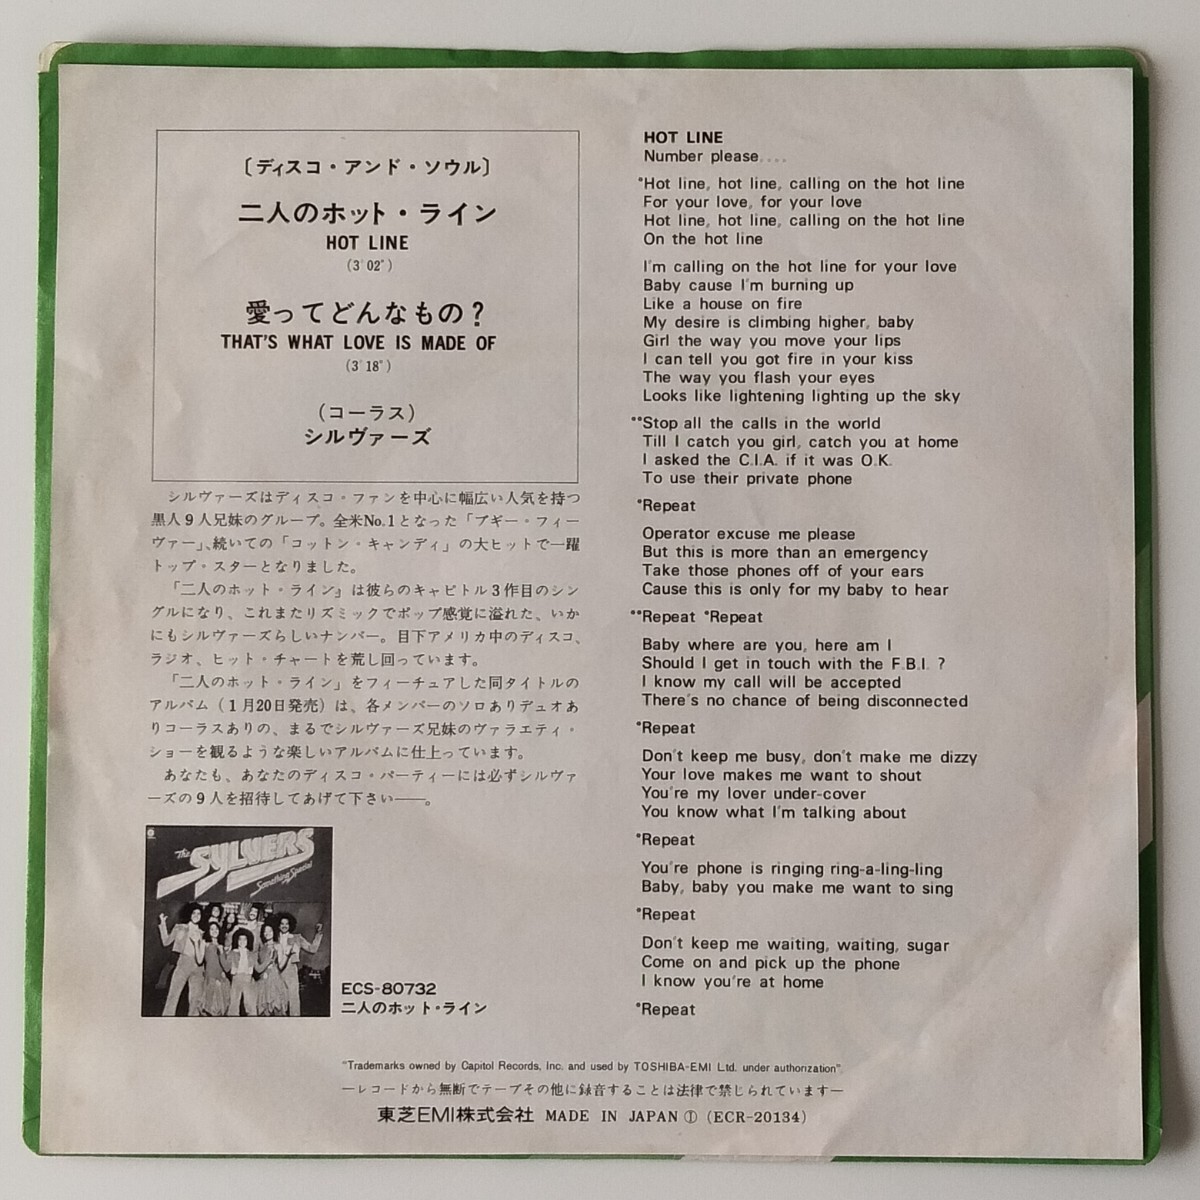 〔ディスコ・アンド・ソウル〕
二人のホット・ライン
HOT LINE
(3′02″)
愛ってどんなもの？
THAT'S WHAT LOVE IS MADE OF
(3′18″)
(コーラス)
シルヴァーズ
シルヴァーズはディスコ・ファンを中心に幅広い人気を持つ
黒人9人兄妹のグループ。全米No.1となった「ブギー・フィー
ヴァー」、続いての「コットン・キャンディ」の大ヒットで一躍
トップ・スターとなりました。
「二人のホット・ライン』は彼らのキャピトル3作目のシン
グルになり、これまたリズミックでポップ感覚に溢れた、いか
にもシルヴァーズらしいナンバー。目下アメリカ中のディスコ、
ラジオ、ヒット・チャートを荒し回っています。
「二人のホット・ライン」をフィーチュアした同タイトルの
アルバム(1月20日発売)は、各メンバーのソロありデュオあ
りコーラスありの、まるでシルヴァーズ兄妹のヴァラエティ・
ショーを観るような楽しいアルバムに仕上っています。
あなたも、あなたのディスコ・パーティーには必ずシルヴァ
ーズの9人を招待してあげて下さい——。
The SYLVERS
Something Special
ECS-80732
二人のホット・ライン
HOT LINE
Number please....
*Hot line, hot line, calling on the hot line
For your love, for your love
Hot line, hot line, calling on the hot line
On the hot line
I'm calling on the hot line for your love
Baby cause I'm burning up
Like a house on fire
My desire is climbing higher, baby
Girl the way you move your lips
I can tell you got fire in your kiss
The way you flash your eyes
Looks like lightening lighting up the sky
**Stop all the calls in the world
Till I catch you girl, catch you at home
I asked the C.I.A. if it was O.K.
To use their private phone
*Repeat
Operator excuse me please
But this is more than an emergency
Take those phones off of your ears
Cause this is only for my baby to hear
**Repeat *Repeat
Baby where are you, here am I
Should I get in touch with the F.B.I. ?
I know my call will be accepted
There's no chance of being disconnected
*Repeat
Don't keep me busy, don't make me dizzy
Your love makes me want to shout
You're my lover under-cover
You know what I'm talking about
*Repeat
You're phone is ringing ring-a-ling-ling
Baby, baby you make me want to sing
*Repeat
Don't keep me waiting, waiting, sugar
Come on and pick up the phone
I know you're at home
*Repeat
"Trademarks owned by Capitol Records, Inc. and used by TOSHIBA-EMI Ltd. under authorization"
—レコードから無断でテープその他に録音することは法律で禁じられています—
東芝EMI株式会社 MADE IN JAPAN ① (ECR-20134)